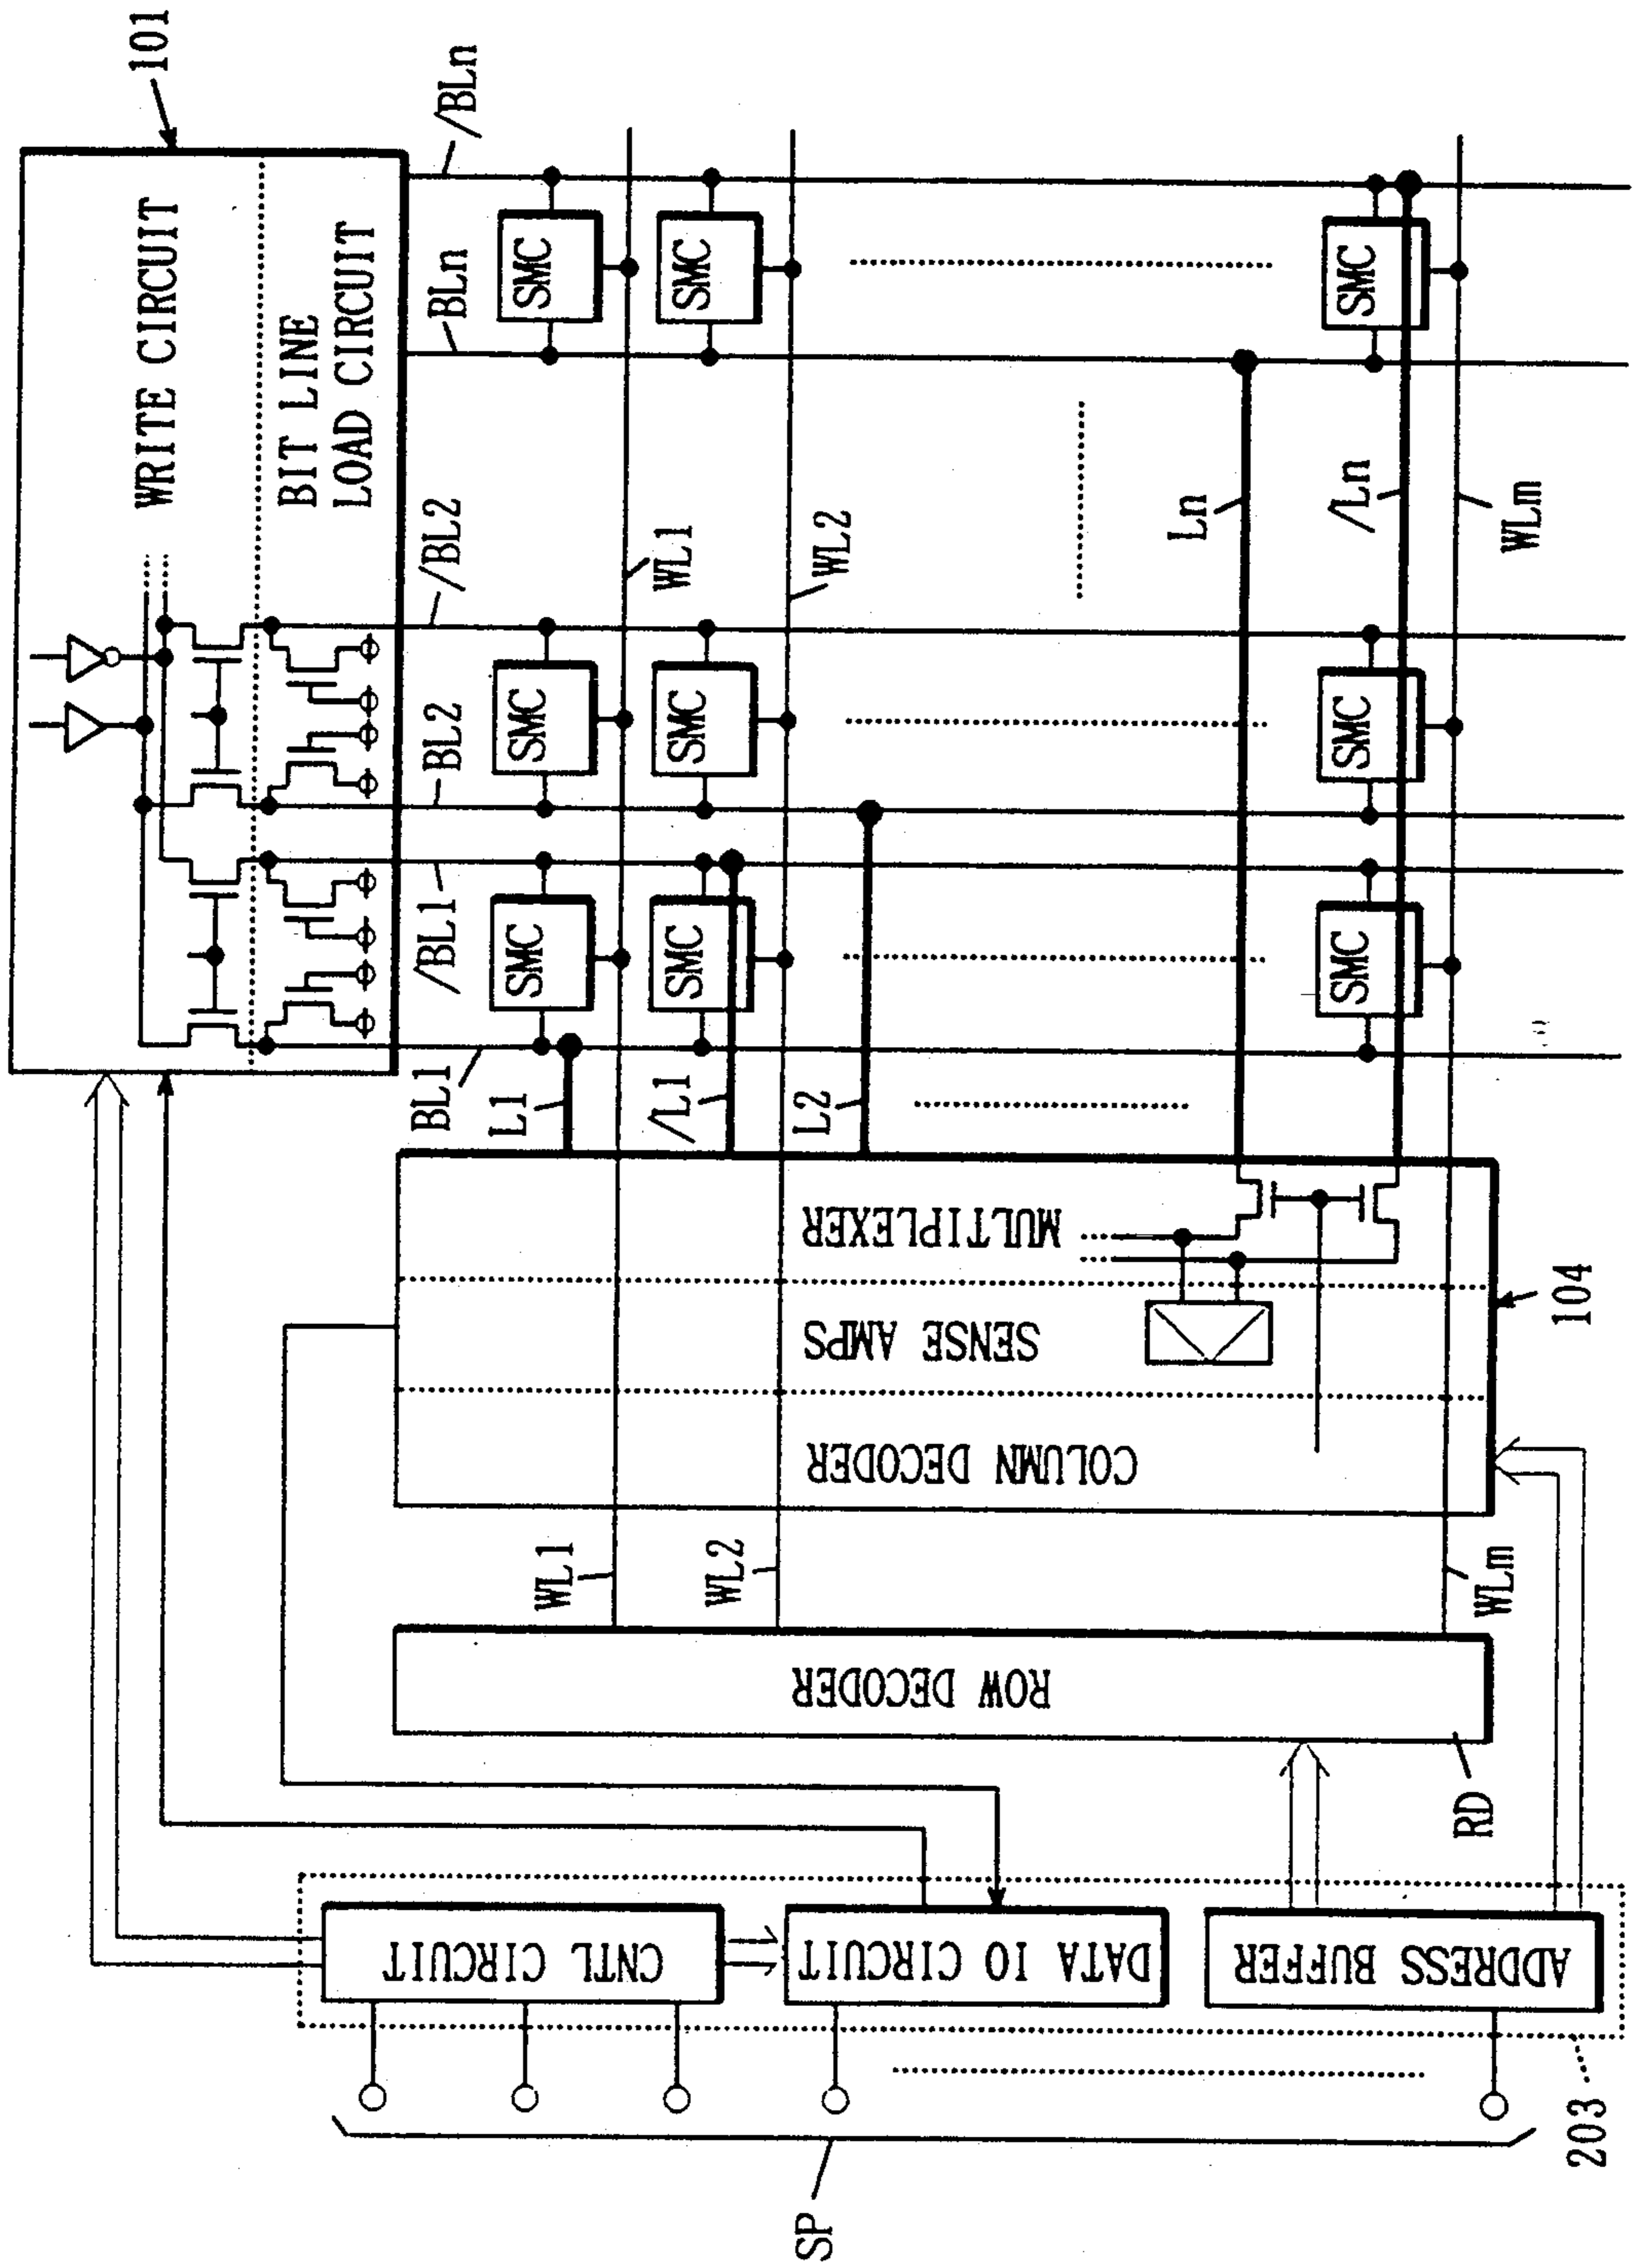 101
WRITE CIRCUIT
BIT LINE
LOAD CIRCUIT
BL1
/BL1
BL2
/BL2
BLn
/BLn
L1
SMC
SMC
SMC
WL1
/L1
SMC
SMC
SMC
WL2
L2
Ln
/Ln
SMC
SMC
SMC
WLm
MULTIPLEXER
SENSE AMPS
COLUMN DECODER
104
WL1
WL2
WLm
ROW DECODER
RD
CNTL CIRCUIT
DATA IO CIRCUIT
ADDRESS BUFFER
203
SP